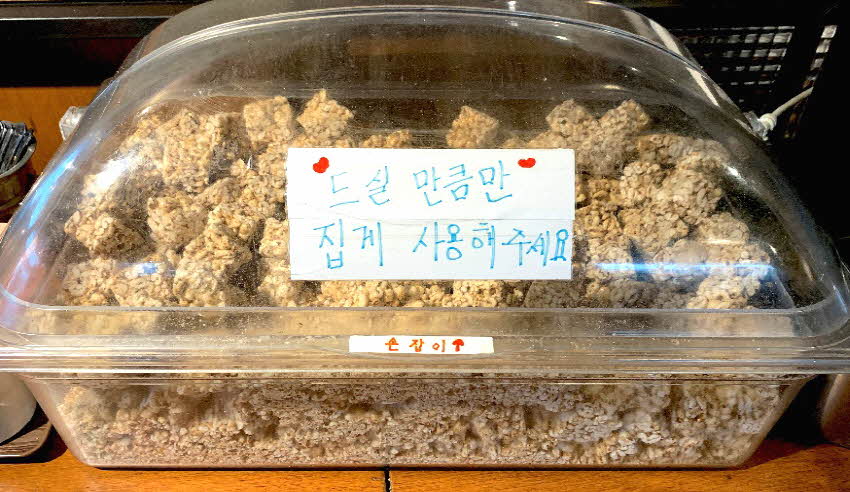 드실 만큼만
집게 사용해주세요
손잡이↑